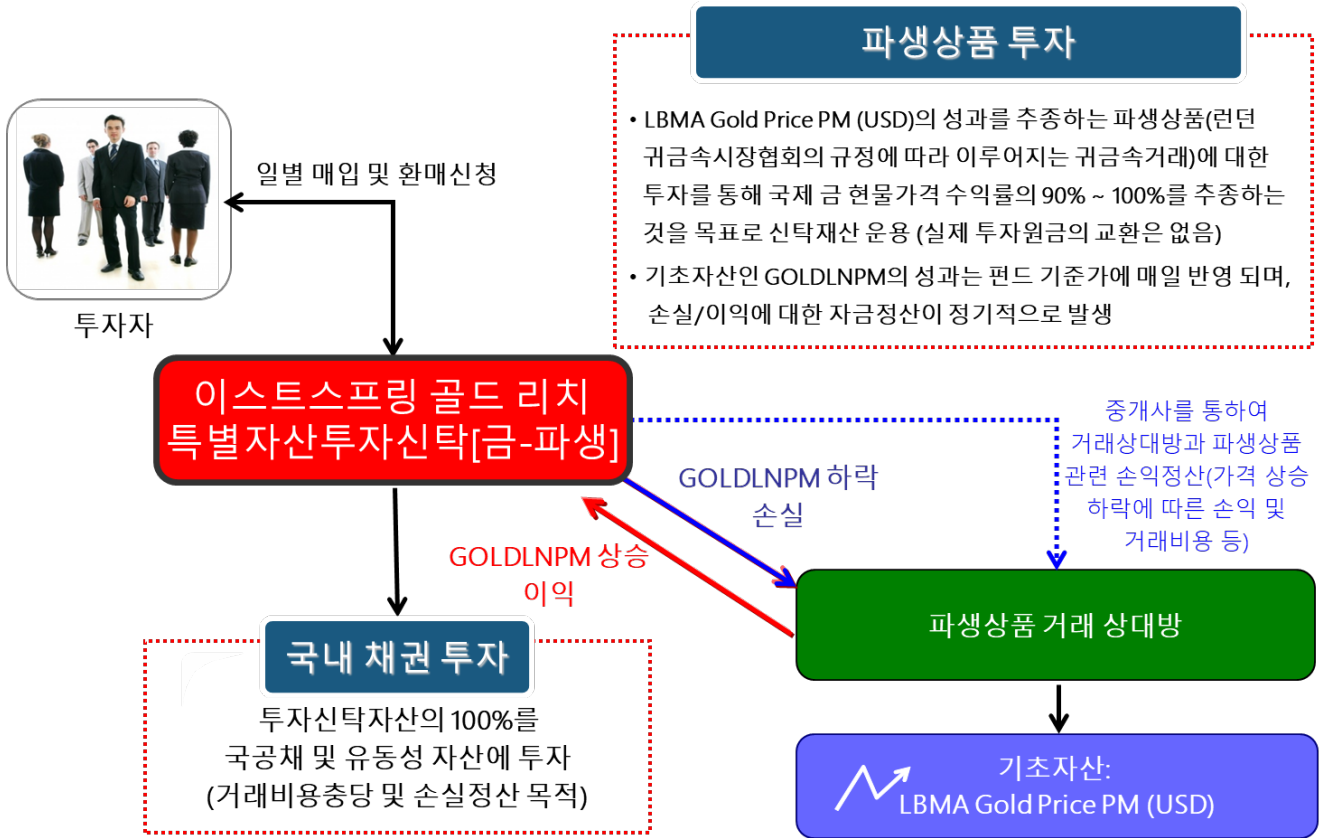 파생상품 투자
• LBMA Gold Price PM (USD)의 성과를 추종하는 파생상품(런던
귀금속시장협회의 규정에 따라 이루어지는 귀금속거래)에 대한
투자를 통해 국제 금 현물가격 수익률의 90% ~ 100%를 추종하는
것을 목표로 신탁재산 운용 (실제 투자원금의 교환은 없음)
• 기초자산인 GOLDLNPM의 성과는 펀드 기준가에 매일 반영 되며,
손실/이익에 대한 자금정산이 정기적으로 발생
일별 매입 및 환매신청
투자자
이스트스프링 골드 리치
특별자산투자신탁[금-파생]
GOLDLNPM 하락
손실
중개사를 통하여
거래상대방과 파생상품
관련 손익정산(가격 상승
하락에 따른 손익 및
거래비용 등)
GOLDLNPM 상승
이익
파생상품 거래 상대방
국내 채권 투자
투자신탁자산의 100%를
국공채 및 유동성 자산에 투자
(거래비용충당 및 손실정산 목적)
기초자산:
LBMA Gold Price PM (USD)